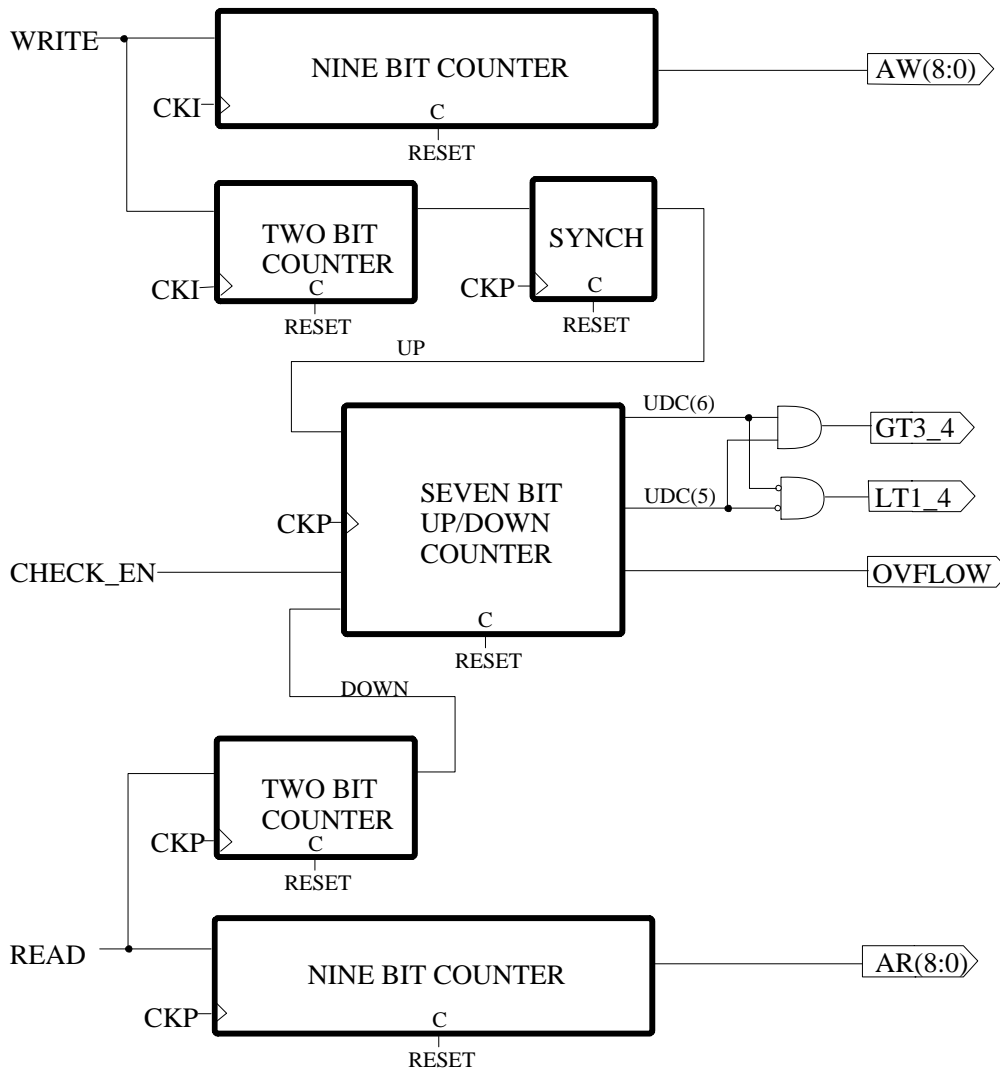 WRITE
NINE BIT COUNTER
AW(8:0)
CKI
C
RESET
TWO BIT
COUNTER
SYNCH
CKI
C
RESET
CKP
C
RESET
UP
UDC(6)
GT3_4
SEVEN BIT
UP/DOWN
COUNTER
UDC(5)
LT1_4
CKP
CHECK_EN
OVFLOW
C
RESET
DOWN
TWO BIT
COUNTER
CKP
C
RESET
READ
NINE BIT COUNTER
AR(8:0)
CKP
C
RESET